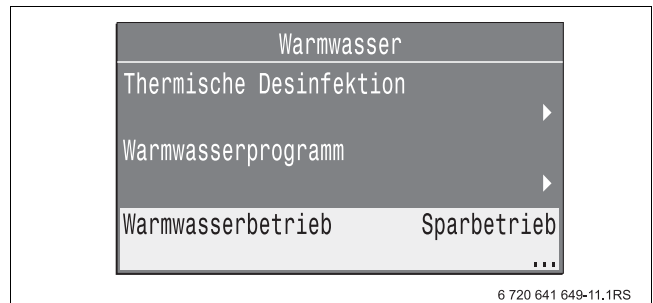 Warmwasser
Thermische Desinfektion
Warmwasserprogramm
Warmwasserbetrieb Sparbetrieb
...
6 720 641 649-11.1RS